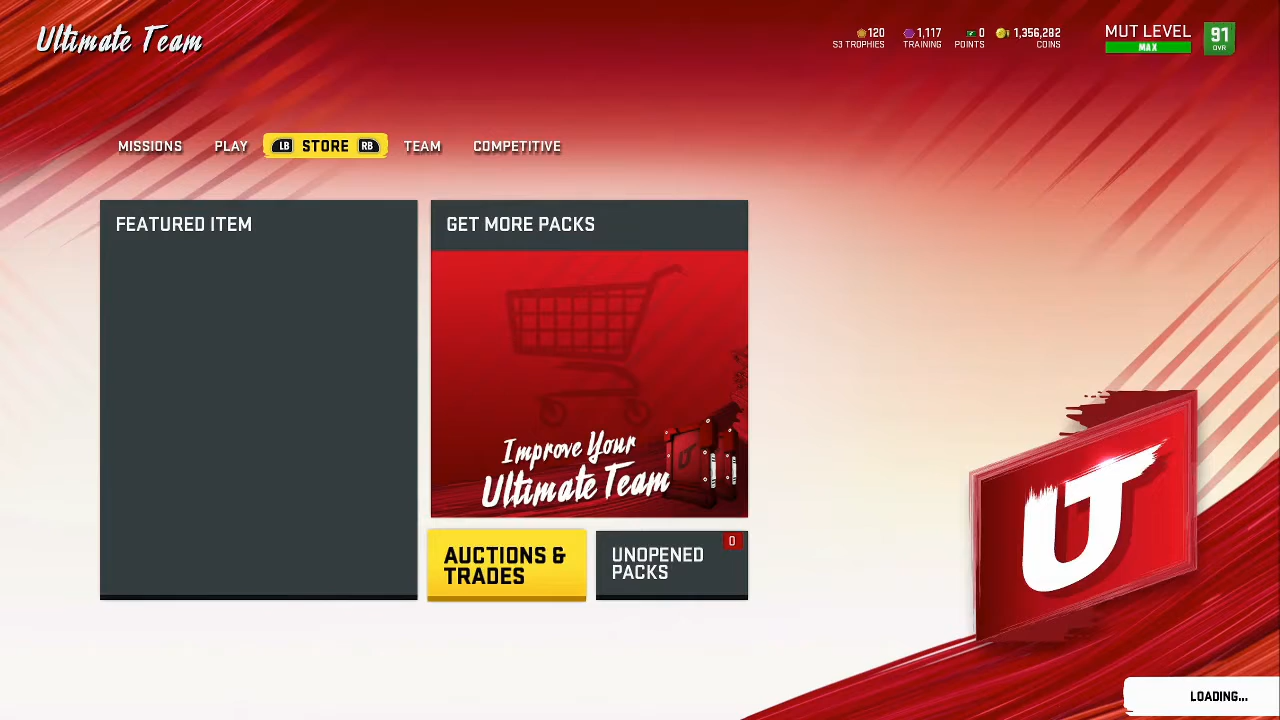 Ultimate Team
120
S3 TROPHIES
1,117
TRAINING
0
POINTS
1,356,282
COINS
MUT LEVEL
MAX
91
OVR
MISSIONS
PLAY
LB STORE RB
TEAM
COMPETITIVE
FEATURED ITEM
GET MORE PACKS
Improve Your
Ultimate Team
AUCTIONS &
TRADES
UNOPENED
PACKS
0
UT
LOADING...